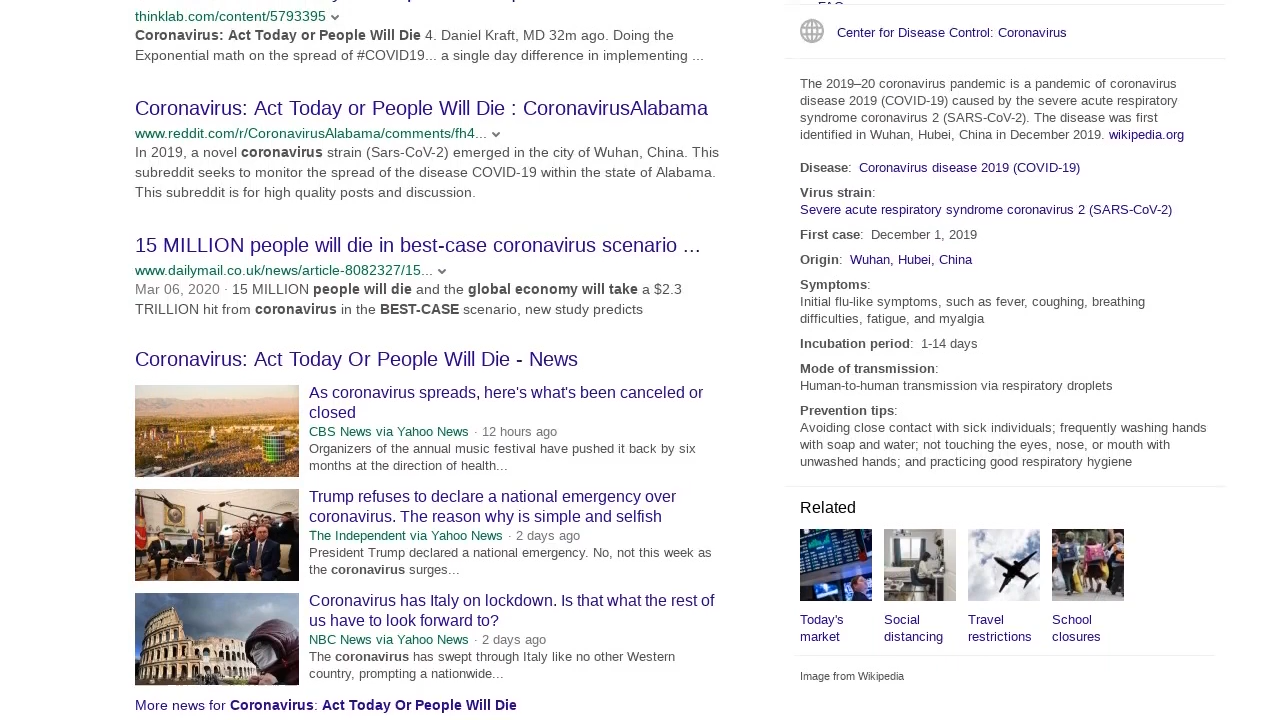 thinklab.com/content/5793395
Coronavirus: Act Today or People Will Die 4. Daniel Kraft, MD 32m ago. Doing the
Exponential math on the spread of #COVID19... a single day difference in implementing ...
Coronavirus: Act Today or People Will Die : CoronavirusAlabama
www.reddit.com/r/CoronavirusAlabama/comments/fh4...
In 2019, a novel coronavirus strain (Sars-CoV-2) emerged in the city of Wuhan, China. This
subreddit seeks to monitor the spread of the disease COVID-19 within the state of Alabama.
This subreddit is for high quality posts and discussion.
15 MILLION people will die in best-case coronavirus scenario ...
www.dailymail.co.uk/news/article-8082327/15...
Mar 06, 2020 · 15 MILLION people will die and the global economy will take a $2.3
TRILLION hit from coronavirus in the BEST-CASE scenario, new study predicts
Coronavirus: Act Today Or People Will Die - News
As coronavirus spreads, here's what's been canceled or
closed
CBS News via Yahoo News · 12 hours ago
Organizers of the annual music festival have pushed it back by six
months at the direction of health...
Trump refuses to declare a national emergency over
coronavirus. The reason why is simple and selfish
The Independent via Yahoo News · 2 days ago
President Trump declared a national emergency. No, not this week as
the coronavirus surges...
Coronavirus has Italy on lockdown. Is that what the rest of
us have to look forward to?
NBC News via Yahoo News · 2 days ago
The coronavirus has swept through Italy like no other Western
country, prompting a nationwide...
More news for Coronavirus: Act Today Or People Will Die
Center for Disease Control: Coronavirus
The 2019–20 coronavirus pandemic is a pandemic of coronavirus
disease 2019 (COVID-19) caused by the severe acute respiratory
syndrome coronavirus 2 (SARS-CoV-2). The disease was first
identified in Wuhan, Hubei, China in December 2019. wikipedia.org
Disease: Coronavirus disease 2019 (COVID-19)
Virus strain:
Severe acute respiratory syndrome coronavirus 2 (SARS-CoV-2)
First case: December 1, 2019
Origin: Wuhan, Hubei, China
Symptoms:
Initial flu-like symptoms, such as fever, coughing, breathing
difficulties, fatigue, and myalgia
Incubation period: 1-14 days
Mode of transmission:
Human-to-human transmission via respiratory droplets
Prevention tips:
Avoiding close contact with sick individuals; frequently washing hands
with soap and water; not touching the eyes, nose, or mouth with
unwashed hands; and practicing good respiratory hygiene
Related
Today's
market
Social
distancing
Travel
restrictions
School
closures
Image from Wikipedia